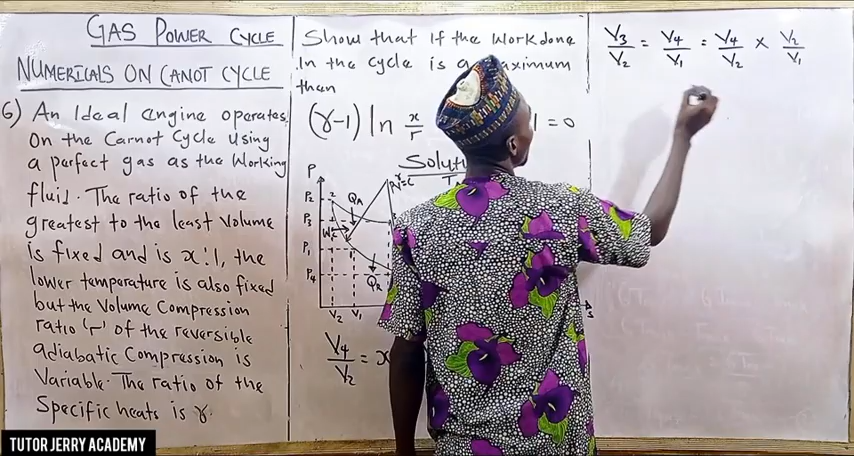 GAS POWER CYCLE
NUMERICALS ON CANOT CYCLE
6) An Ideal engine operates
On the Carnot Cycle Using
a perfect gas as the Working
fluid. The ratio of the
greatest to the least Volume
is fixed and is x:1, the
lower temperature is also fixed
but the Volume Compression
ratio 'r' of the reversible
adiabatic Compression is
Variable. The ratio of the
Specific heats is γ.
Show that if the Workdone
In the Cycle is a
then
(γ-1) ln x/r 1 = 0
P
P2
P3
P1
P4
2
QA
QR
V2 V1
S
V4/V2 = x
V3/V2 = V4/V1 = V4/V2 × V2/V1
TUTOR JERRY ACADEMY